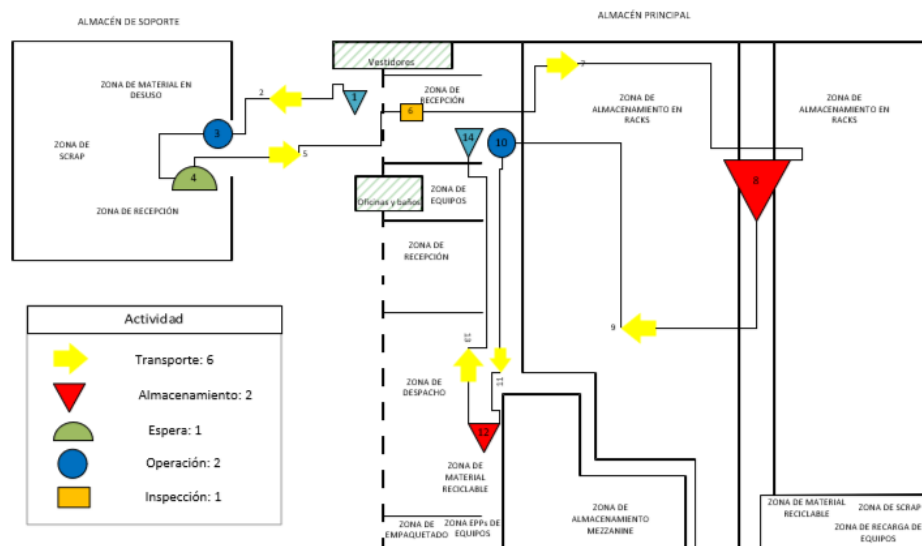 ALMACÉN DE SOPORTE
ALMACÉN PRINCIPAL
Vestidores
ZONA DE MATERIAL EN
DESUSO
2
1
ZONA DE
RECEPCIÓN
6
7
ZONA DE
ALMACENAMIENTO EN
RACKS
ZONA DE
ALMACENAMIENTO EN
RACKS
3
ZONA DE
SCRAP
5
14
10
4
8
ZONA DE RECEPCIÓN
Oficinas y baños
ZONA DE
EQUIPOS
ZONA DE
RECEPCIÓN
9
13
11
ZONA DE
DESPACHO
12
ZONA DE
MATERIAL
RECICLABLE
ZONA DE
EMPAQUETADO
ZONA EPPs DE
EQUIPOS
ZONA DE
ALMACENAMIENTO
MEZZANINE
ZONA DE MATERIAL
RECICLABLE
ZONA DE SCRAP
ZONA DE RECARGA DE
EQUIPOS
Actividad
Transporte: 6
Almacenamiento: 2
Espera: 1
Operación: 2
Inspección: 1